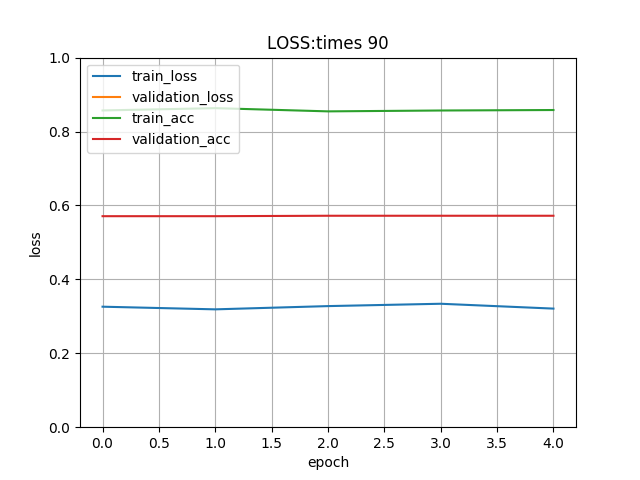 LOSS:times 90
1.0
0.8
0.6
0.4
0.2
0.0
loss
train_loss
validation_loss
train_acc
validation_acc
0.0 0.5 1.0 1.5 2.0 2.5 3.0 3.5 4.0
epoch